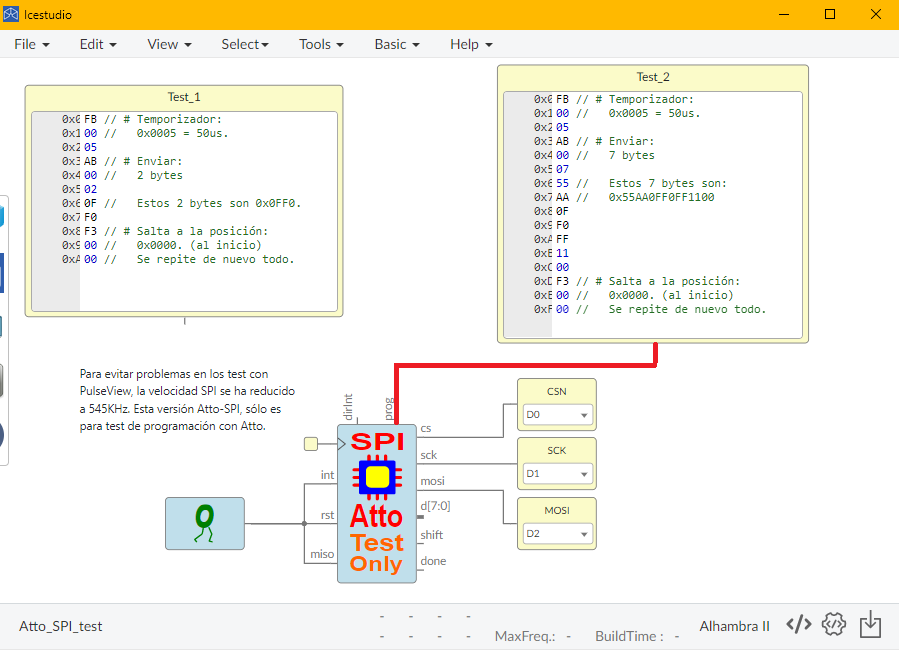 Icestudio
File Edit View Select Tools Basic Help
Test_1
0x0 FB // # Temporizador:
0x1 00 //   0x0005 = 50us.
0x2 05
0x3 AB // # Enviar:
0x4 00 //   2 bytes
0x5 02
0x6 0F //   Estos 2 bytes son 0x0FF0.
0x7 F0
0x8 F3 // # Salta a la posición:
0x9 00 //   0x0000. (al inicio)
0xA 00 //   Se repite de nuevo todo.
Test_2
0x0 FB // # Temporizador:
0x1 00 //   0x0005 = 50us.
0x2 05
0x3 AB // # Enviar:
0x4 00 //   7 bytes
0x5 07
0x6 55 //   Estos 7 bytes son:
0x7 AA //   0x55AA0FF0FF1100
0x8 0F
0x9 F0
0xA FF
0xB 11
0xC 00
0xD F3 // # Salta a la posición:
0xE 00 //   0x0000. (al inicio)
0xF 00 //   Se repite de nuevo todo.
Para evitar problemas en los test con
PulseView, la velocidad SPI se ha reducido
a 545KHz. Esta versión Atto-SPI, sólo es
para test de programación con Atto.
dirInt
prog
int
rst
miso
SPI
Atto
Test
Only
cs
sck
mosi
d[7:0]
shift
done
0
CSN
D0
SCK
D1
MOSI
D2
Atto_SPI_test
- - - -
- - - -
MaxFreq.: - BuildTime : -
Alhambra II